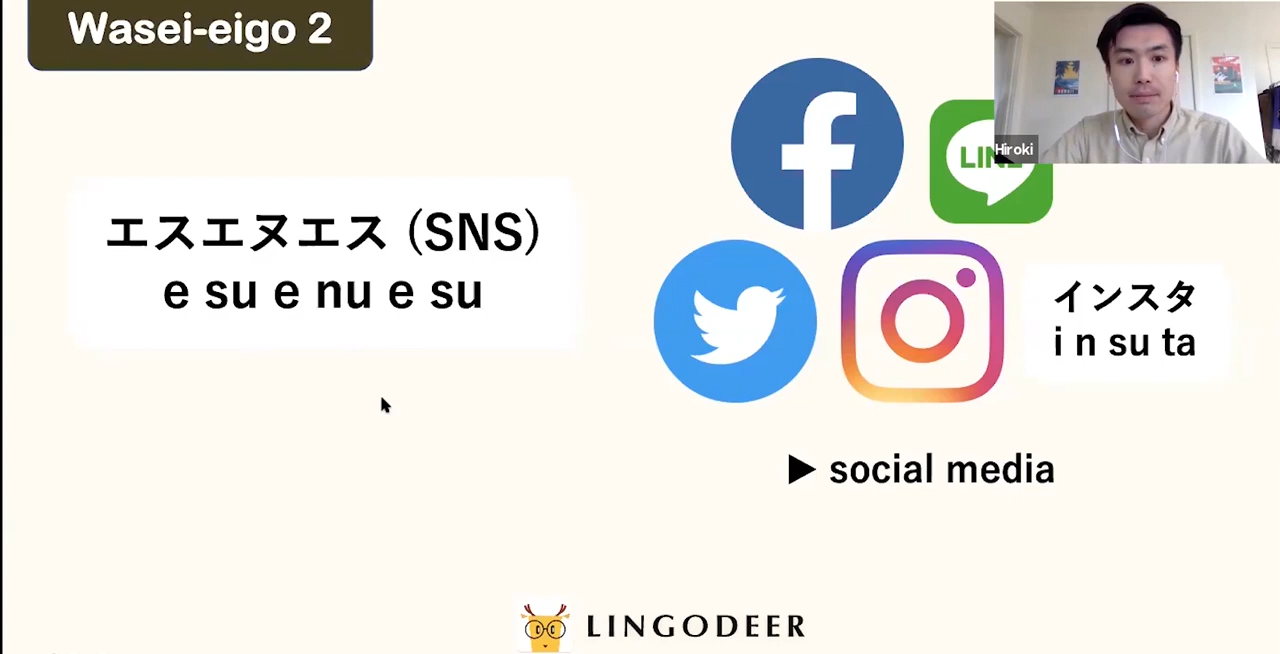 Wasei-eigo 2
エスエヌエス (SNS)
e su e nu e su
LINE
Hiroki
インスタ
i n su ta
▶ social media
LINGODEER